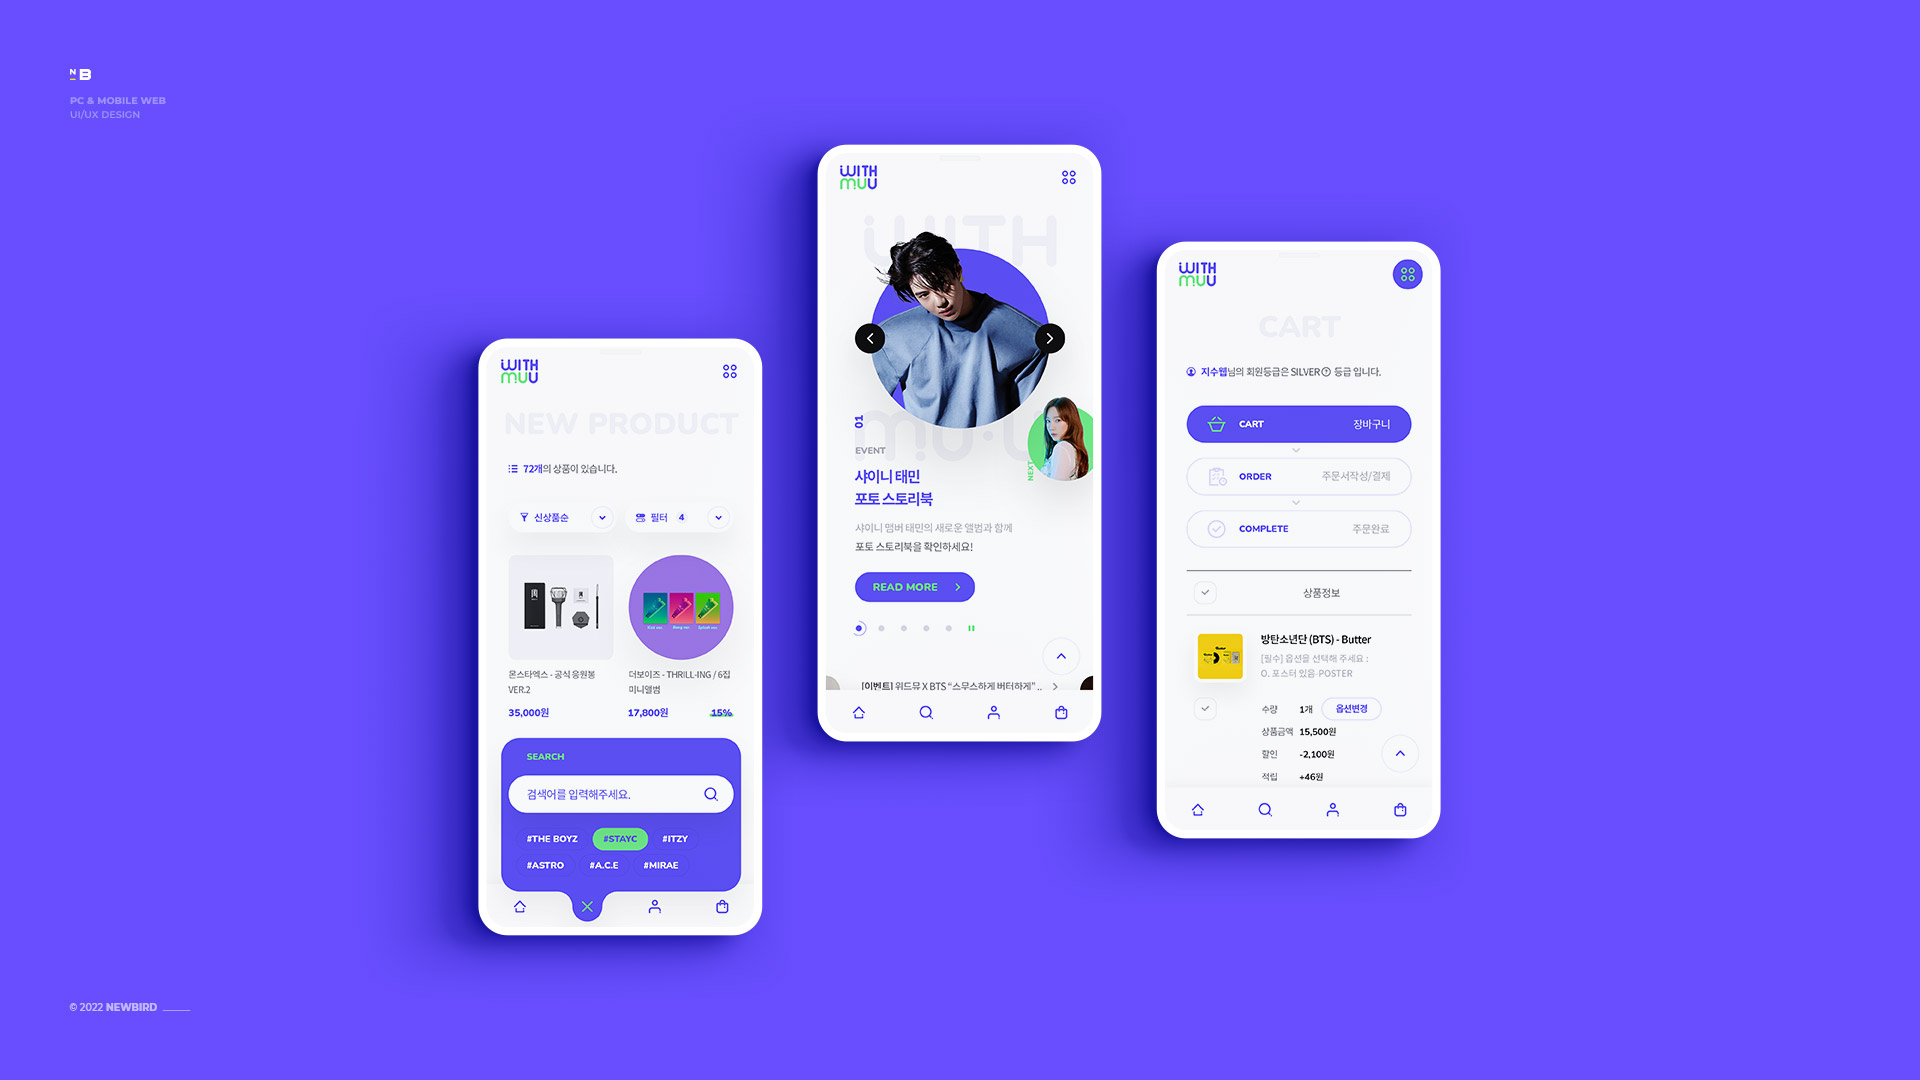 N B
PC & MOBILE WEB
UI/UX DESIGN
WITH
muu
NEW PRODUCT
72개의 상품이 있습니다.
신상품순
필터 4
몬스타엑스 - 공식 응원봉
VER.2
35,000원
더보이즈 - THRILL-ING / 6집
미니앨범
17,800원 15%
SEARCH
검색어를 입력해주세요.
#THE BOYZ #STAYC #ITZY
#ASTRO #A.C.E #MIRAE
WITH
muu
WITH
mu·u
01
NEXT
EVENT
샤이니 태민
포토 스토리북
샤이니 멤버 태민의 새로운 앨범과 함께
포토 스토리북을 확인하세요!
READ MORE
[이벤트] 위드뮤 X BTS “스무스하게 버터하게” ..
WITH
muu
CART
지수웹님의 회원등급은 SILVER ? 등급 입니다.
CART 장바구니
ORDER 주문서작성/결제
COMPLETE 주문완료
상품정보
방탄소년단 (BTS) - Butter
[필수] 옵션을 선택해 주세요 :
O. 포스터 있음-POSTER
수량 1개 옵션변경
상품금액 15,500원
할인 -2,100원
적립 +46원
© 2022 NEWBIRD